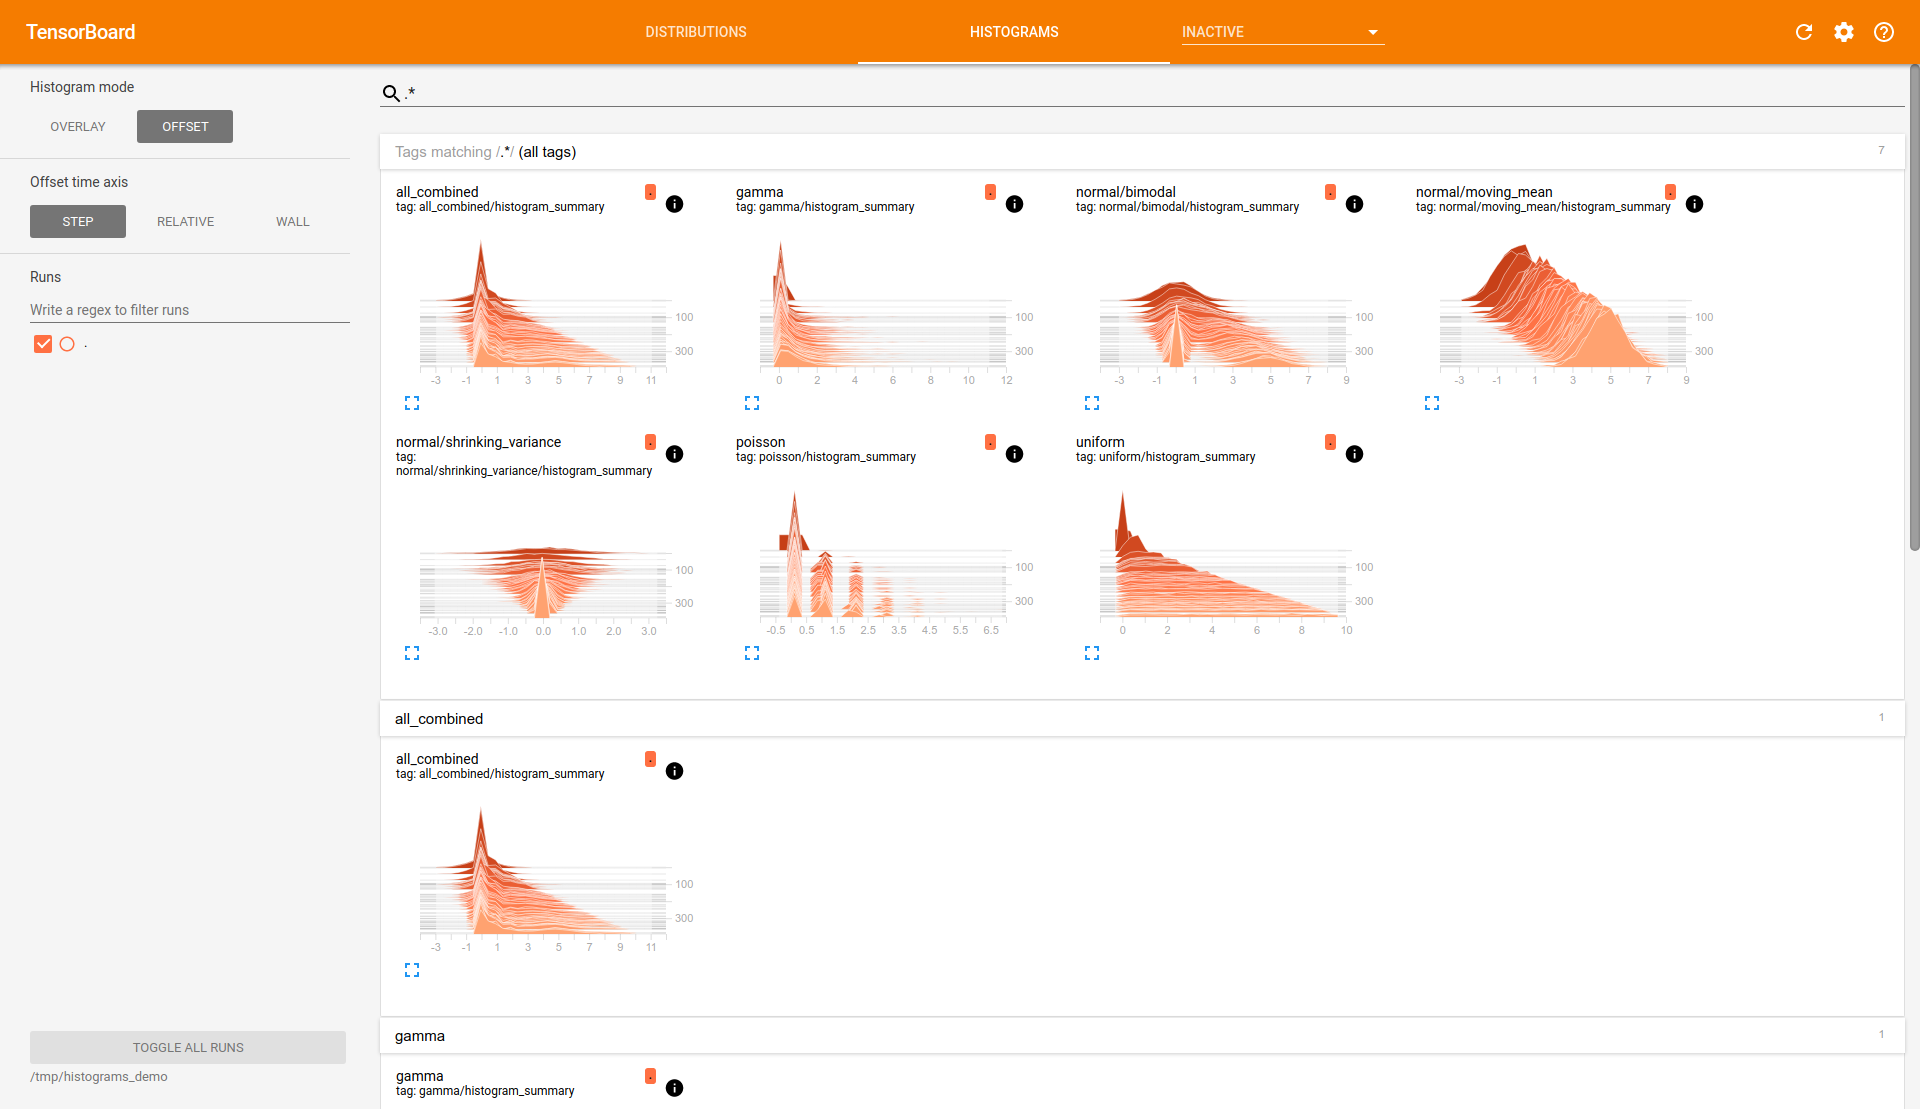 TensorBoard
DISTRIBUTIONS
HISTOGRAMS
INACTIVE
Histogram mode
OVERLAY
OFFSET
Offset time axis
STEP
RELATIVE
WALL
Runs
Write a regex to filter runs
.
TOGGLE ALL RUNS
/tmp/histograms_demo
.*
Tags matching /.*/ (all tags)
7
all_combined
.
tag: all_combined/histogram_summary
100
300
-3 -1 1 3 5 7 9 11
gamma
.
tag: gamma/histogram_summary
100
300
0 2 4 6 8 10 12
normal/bimodal
.
tag: normal/bimodal/histogram_summary
100
300
-3 -1 1 3 5 7 9
normal/moving_mean
.
tag: normal/moving_mean/histogram_summary
100
300
-3 -1 1 3 5 7 9
normal/shrinking_variance
.
tag:
normal/shrinking_variance/histogram_summary
100
300
-3.0 -2.0 -1.0 0.0 1.0 2.0 3.0
poisson
.
tag: poisson/histogram_summary
100
300
-0.5 0.5 1.5 2.5 3.5 4.5 5.5 6.5
uniform
.
tag: uniform/histogram_summary
100
300
0 2 4 6 8 10
all_combined
1
all_combined
.
tag: all_combined/histogram_summary
100
300
-3 -1 1 3 5 7 9 11
gamma
1
gamma
.
tag: gamma/histogram_summary